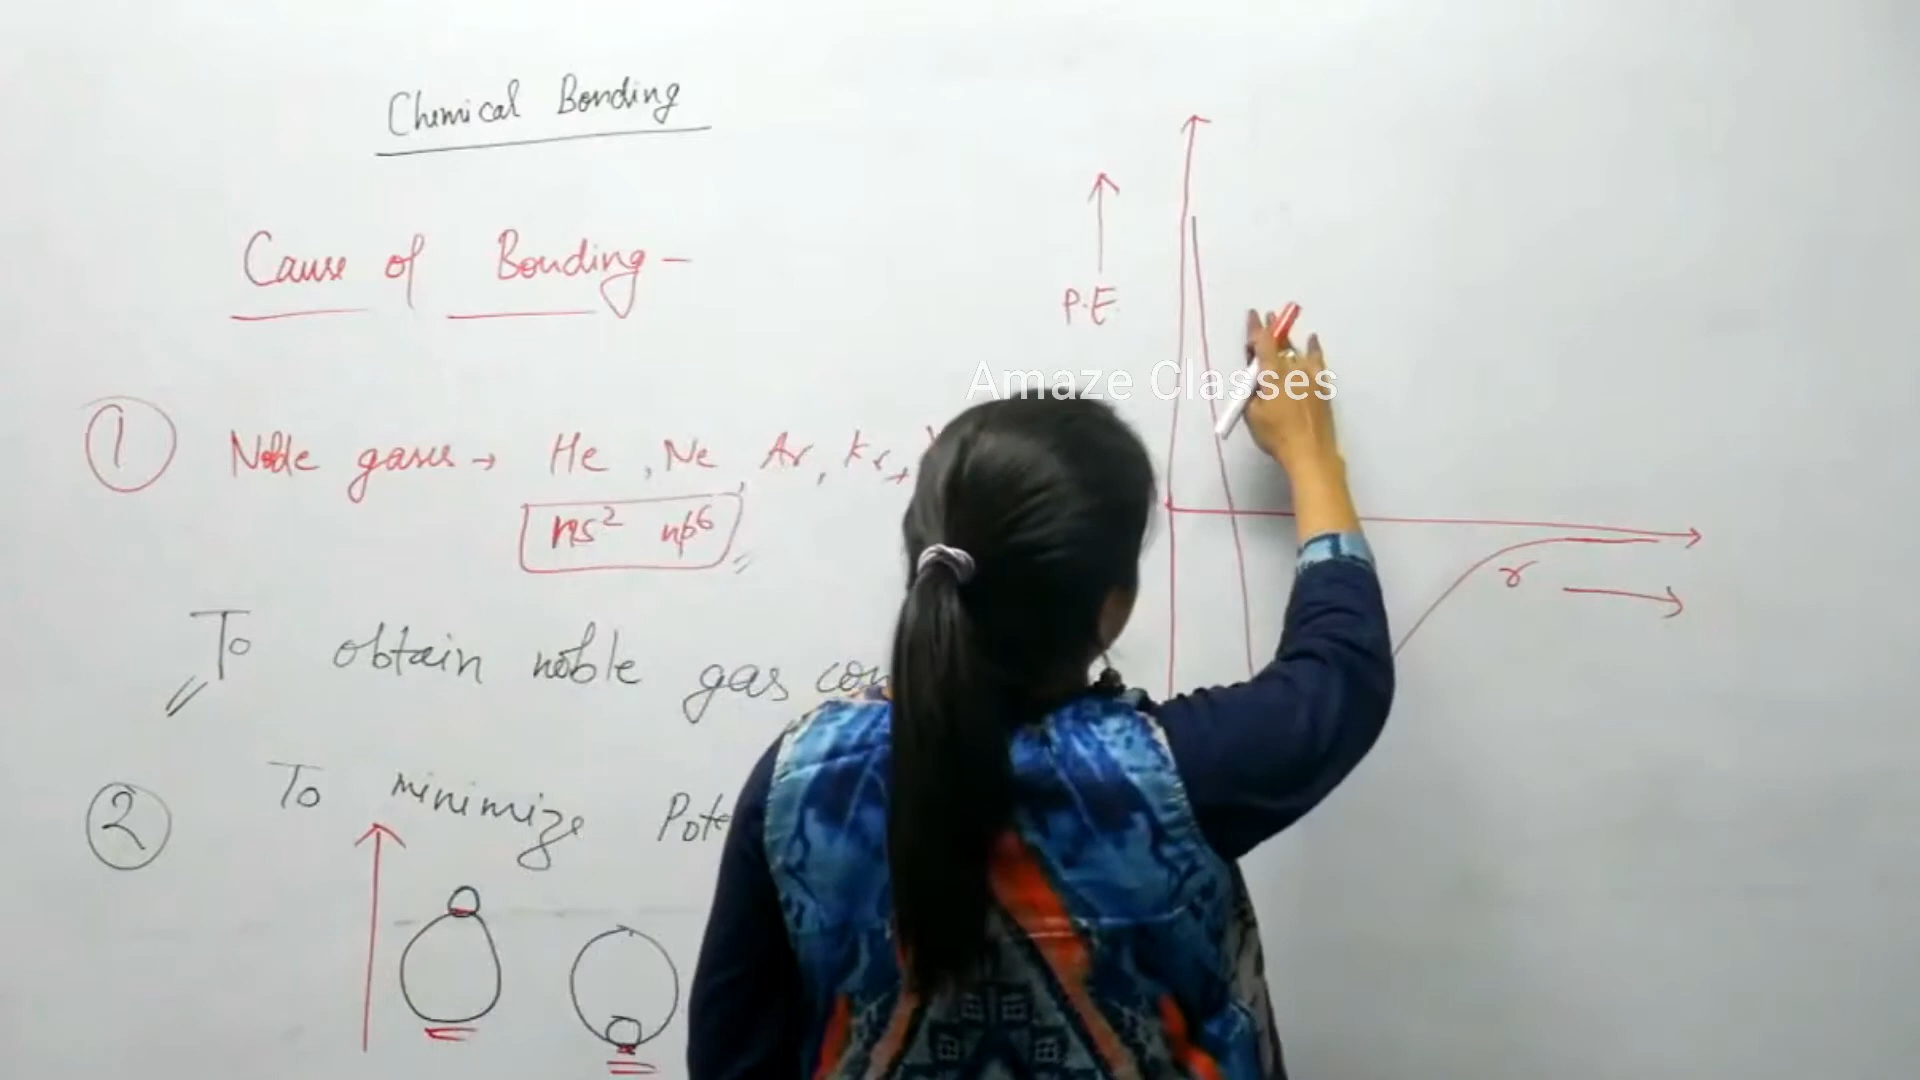 Chemical Bonding
Cause of Bonding -
① Noble gases → He, Ne, Ar, Kr,
ns² np⁶
To obtain noble gas con
② To minimize Pote
P.E.
r →
Amaze Classes